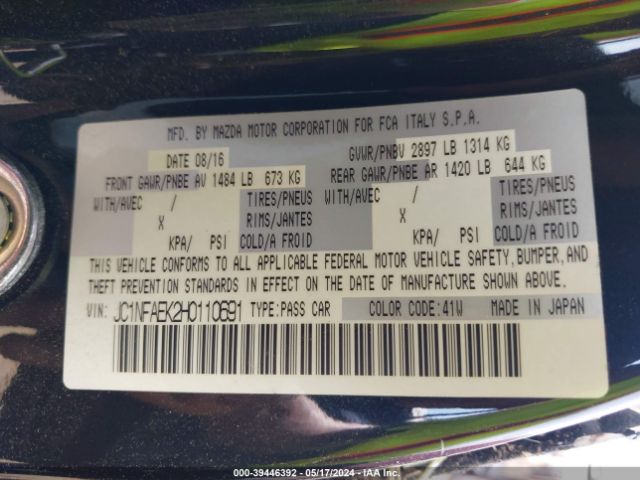 MFD. BY MAZDA MOTOR CORPORATION FOR FCA ITALY S.P.A.
DATE 08/16 GVWR/PNBV 2897 LB 1314 KG
FRONT GAWR/PNBE AV 1484 LB 673 KG REAR GAWR/PNBE AR 1420 LB 644 KG
WITH/AVEC / TIRES/PNEUS WITH/AVEC / TIRES/PNEUS
X RIMS/JANTES X RIMS/JANTES
KPA/ PSI COLD/A FROID KPA/ PSI COLD/A FROID
THIS VEHICLE CONFORMS TO ALL APPLICABLE FEDERAL MOTOR VEHICLE SAFETY, BUMPER, AND
THEFT PREVENTION STANDARDS IN EFFECT ON THE DATE OF MANUFACTURE SHOWN ABOVE.
VIN: JC1NFAEK2H0110691 TYPE:PASS CAR COLOR CODE:41W MADE IN JAPAN
000-39446392 - 05/17/2024 - IAA Inc.